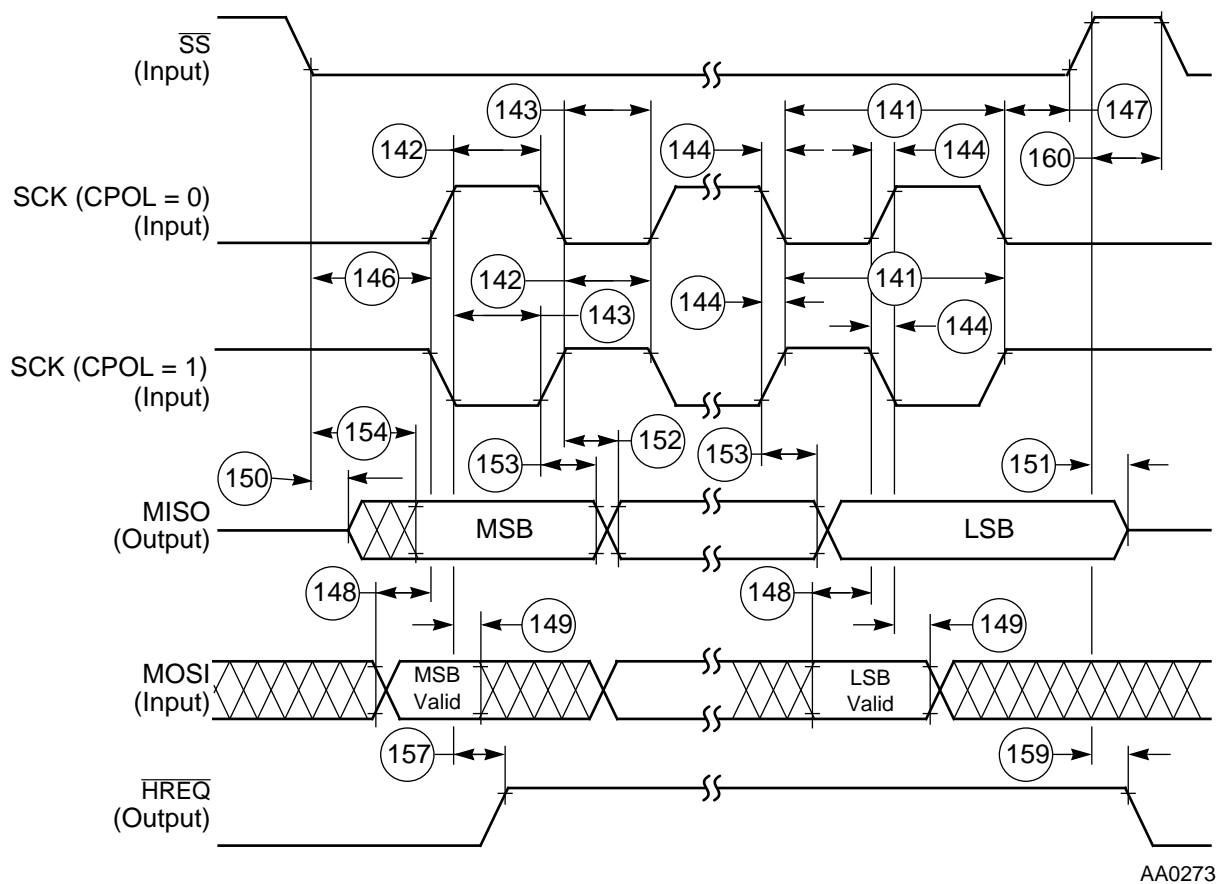 SS
(Input)
143
141
147
142
144
144
160
SCK (CPOL = 0)
(Input)
146
142
141
144
143
144
SCK (CPOL = 1)
(Input)
154
152
153
153
150
151
MISO
(Output)
MSB
LSB
148
148
149
149
MOSI
(Input)
MSB
Valid
LSB
Valid
157
159
HREQ
(Output)
AA0273